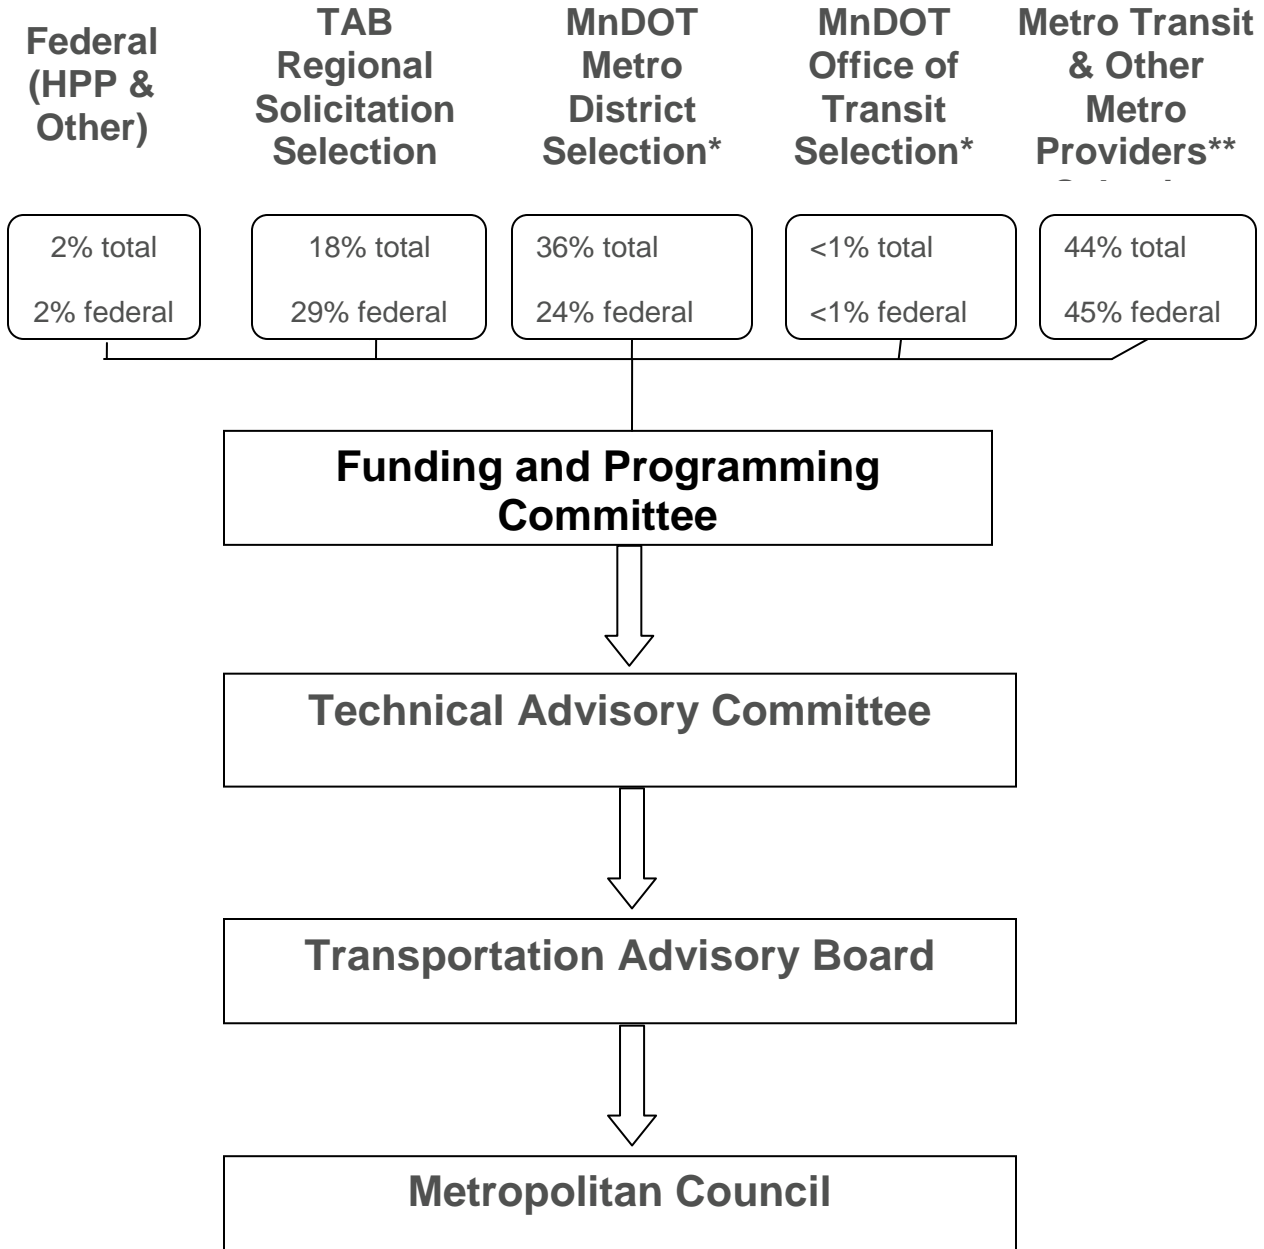 Federal
(HPP &
Other)
TAB
Regional
Solicitation
Selection
MnDOT
Metro
District
Selection*
MnDOT
Office of
Transit
Selection*
Metro Transit
& Other
Metro
Providers**
2% total
2% federal
18% total
29% federal
36% total
24% federal
<1% total
<1% federal
44% total
45% federal
Funding and Programming
Committee
Technical Advisory Committee
Transportation Advisory Board
Metropolitan Council